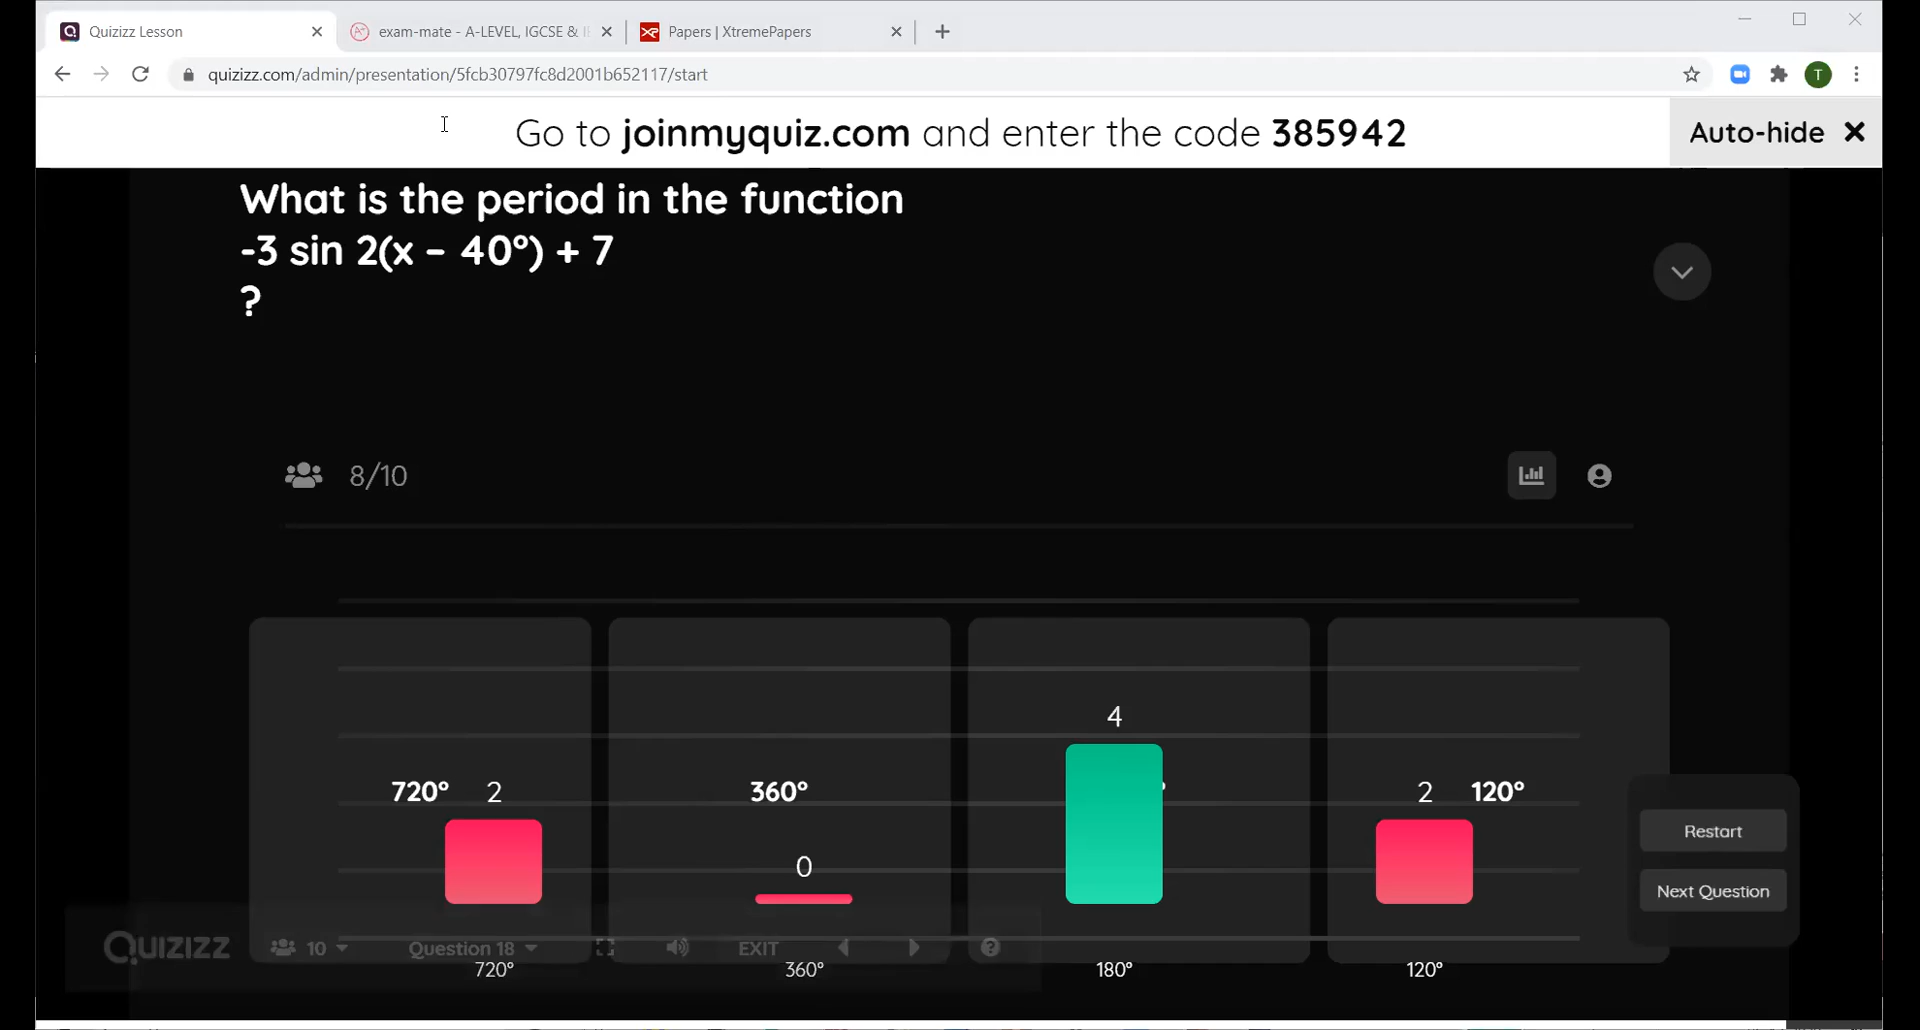 Quizizz Lesson
exam-mate - A-LEVEL, IGCSE & I
Papers | XtremePapers
quizizz.com/admin/presentation/5fcb30797fc8d2001b652117/start
T
Go to joinmyquiz.com and enter the code 385942
Auto-hide
What is the period in the function
-3 sin 2(x – 40°) + 7
?
8/10
4
720° 2
360°
2 120°
0
Restart
Next Question
QUIZIZZ
10
Question 18
EXIT
720°
360°
180°
120°